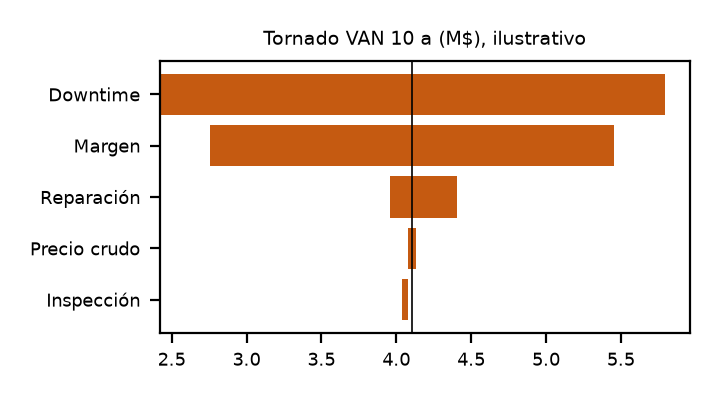 Tornado VAN 10 a (M$), ilustrativo
Downtime
Margen
Reparación
Precio crudo
Inspección
2.5 3.0 3.5 4.0 4.5 5.0 5.5